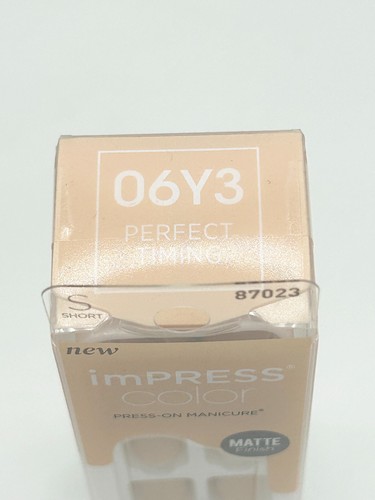 06Y3
PERFECT
TIMING
S
SHORT
87023
new
imPRESS®
color
PRESS-ON MANICURE®
MATTE
Finish